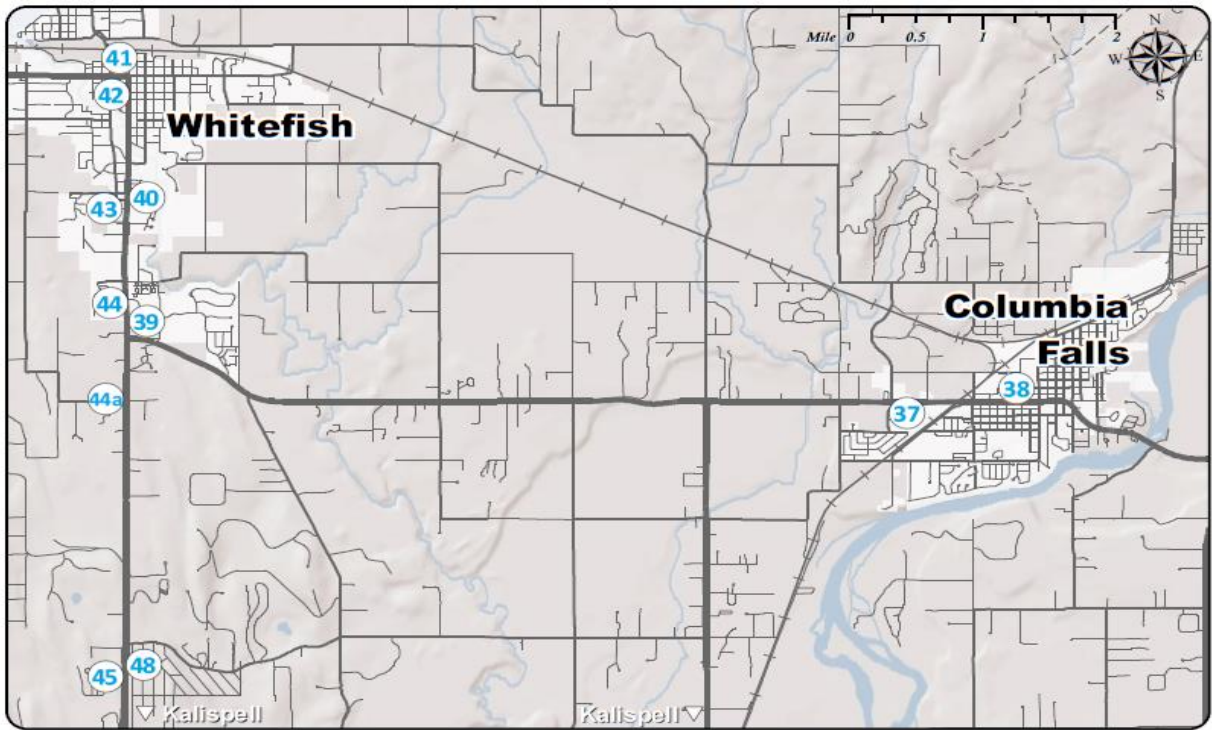 N
Mile 0 0.5 1 2
W E
S
41
42
Whitefish
40
43
44
39
Columbia
Falls
44a
38
37
45
48
Kalispell
Kalispell